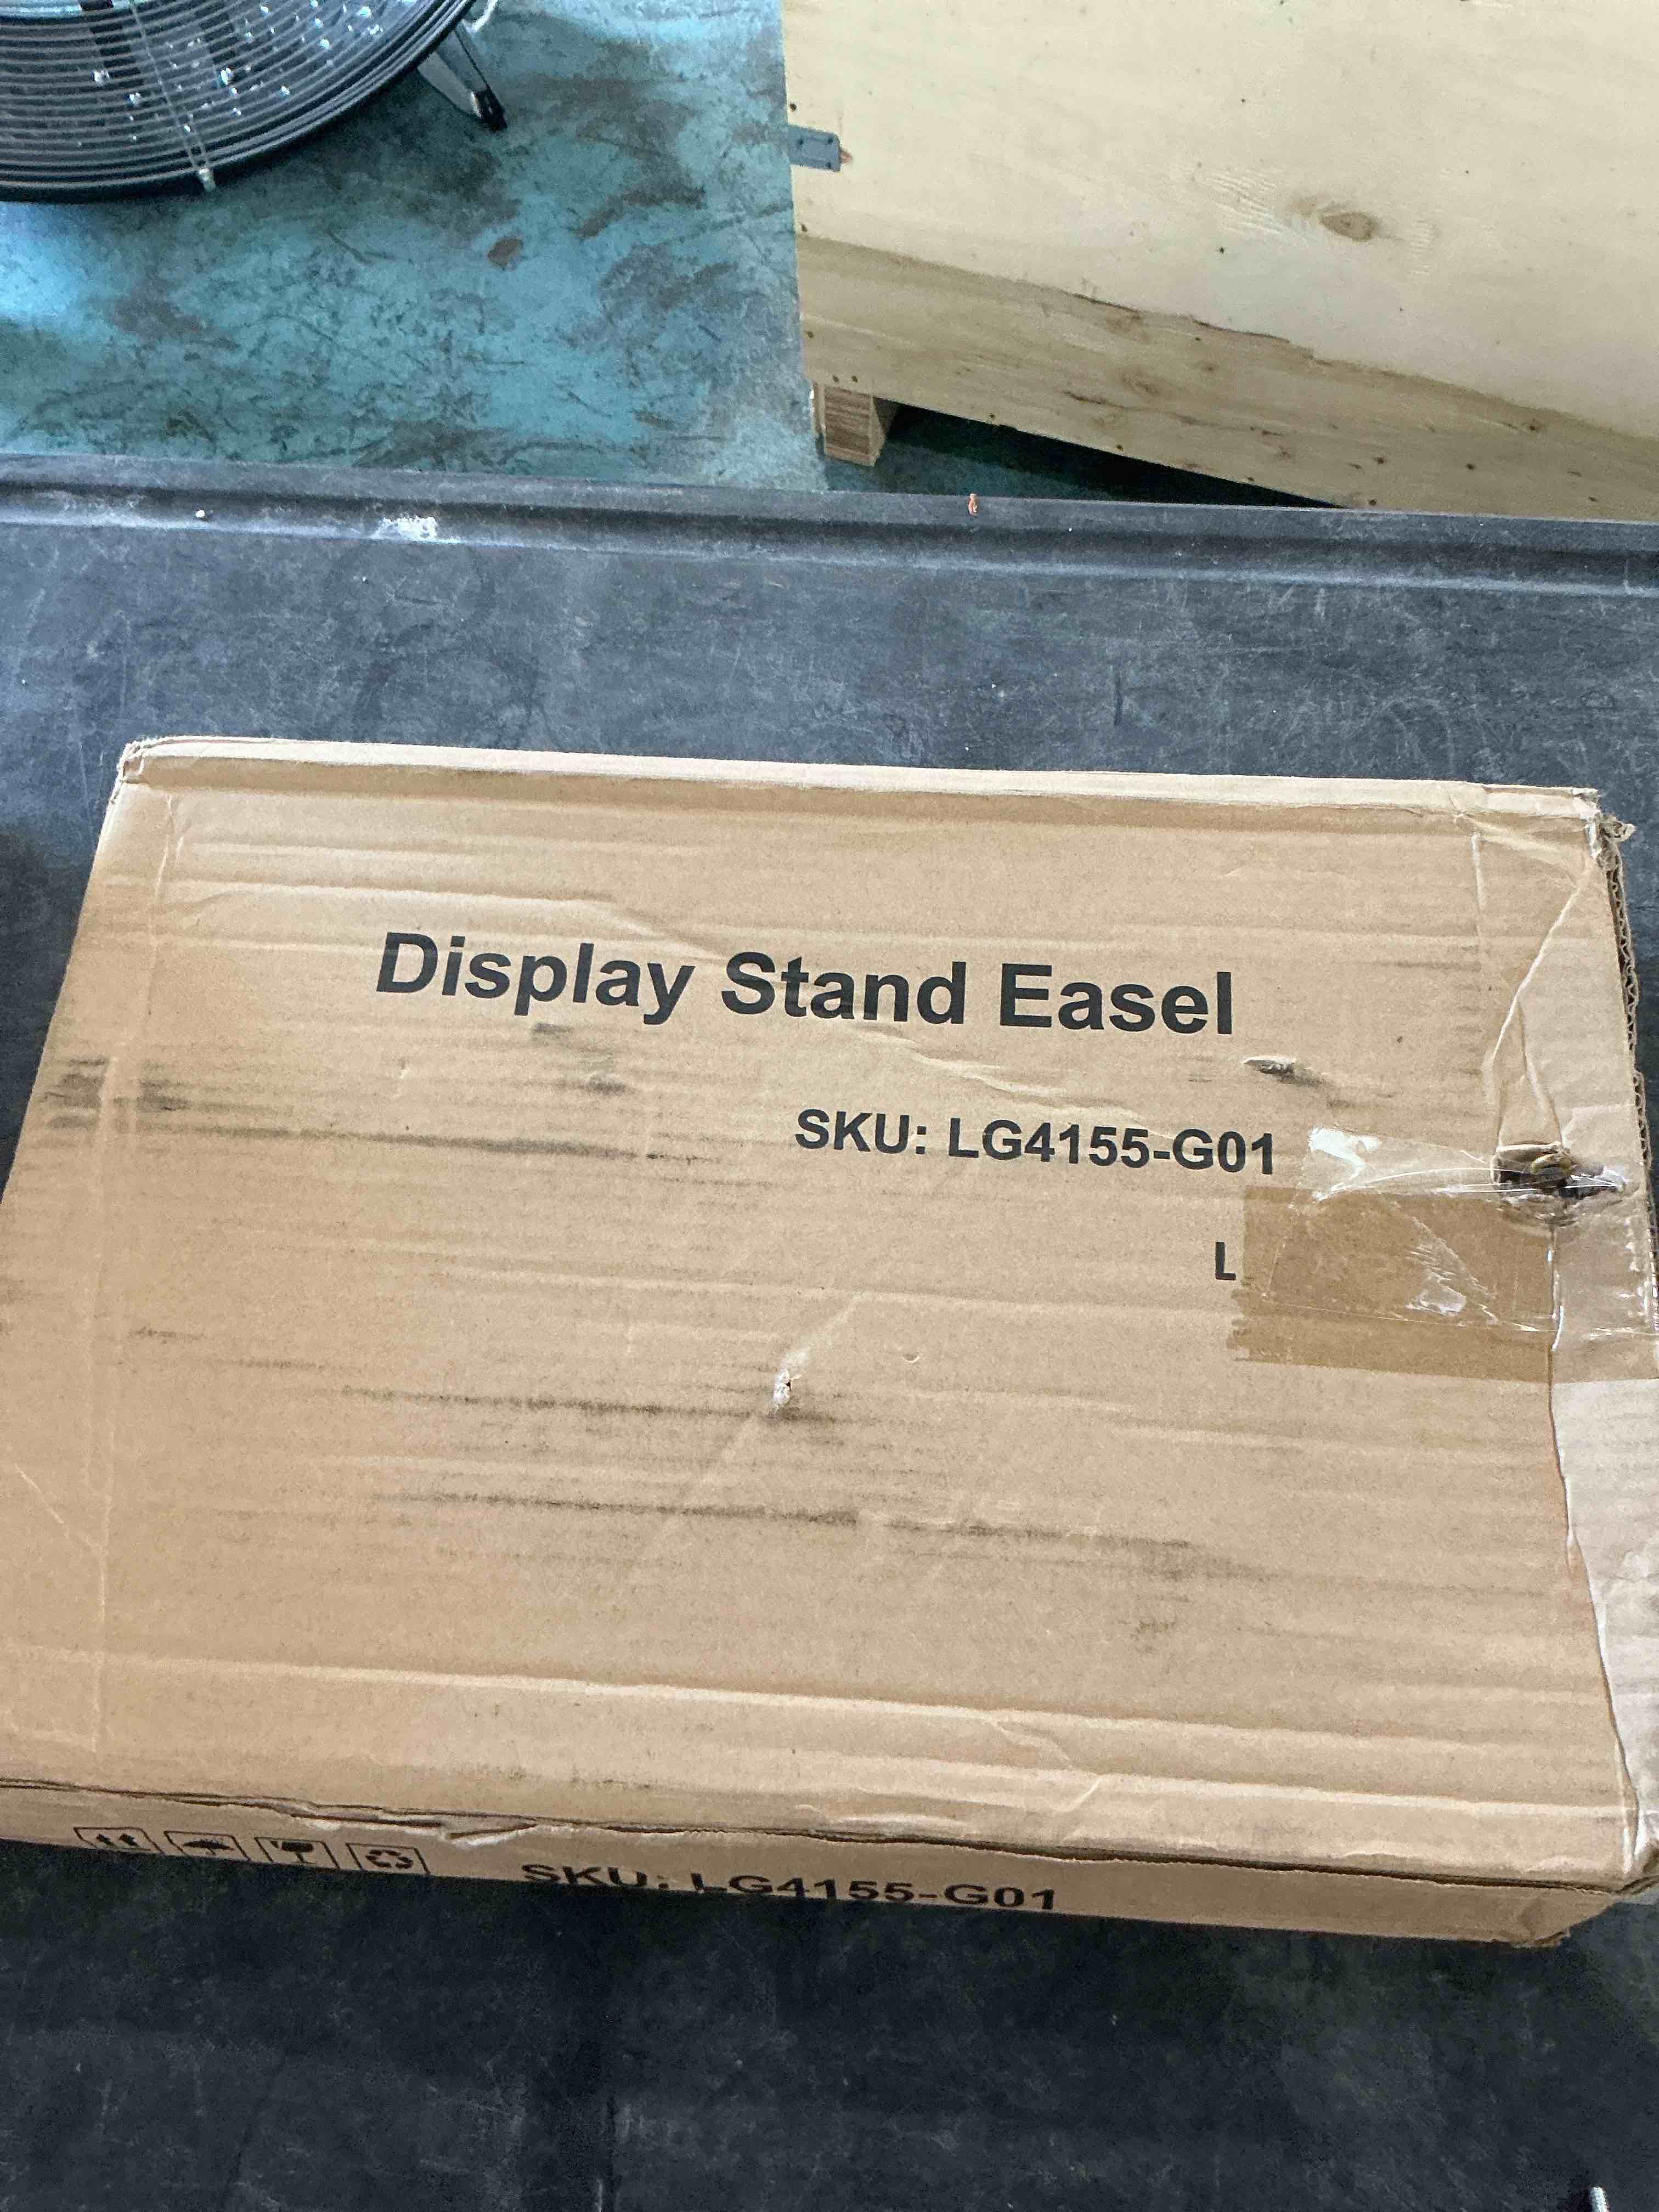 Display Stand Easel
SKU: LG4155-G01
L
SKU: LG4155-G01